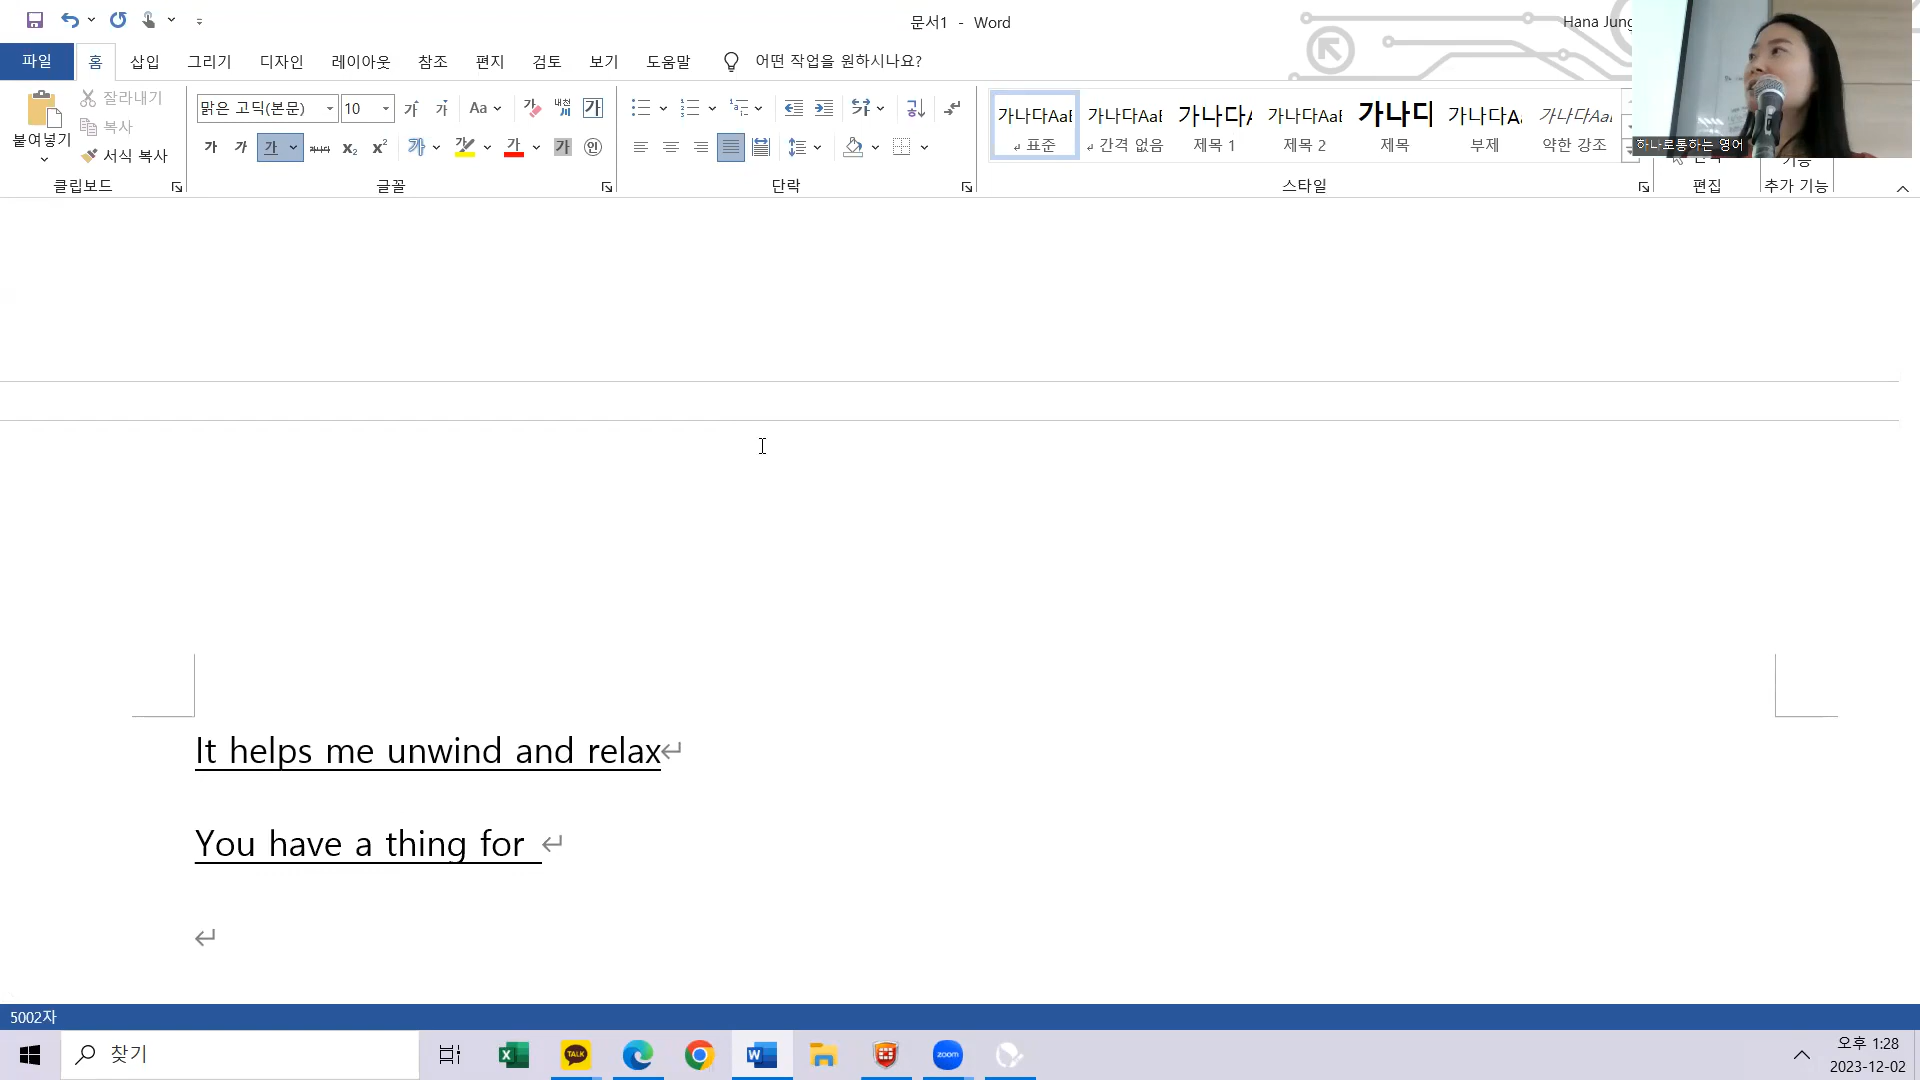 문서1 - Word
Hana Jung
파일 홈 삽입 그리기 디자인 레이아웃 참조 편지 검토 보기 도움말 어떤 작업을 원하시나요?
붙여넣기
잘라내기
복사
서식 복사
클립보드
맑은 고딕(본문) 10
글꼴
단락
가나다AaE 가나다AaE 가나다A 가나다AaE 가나다 가나다Aa 가나다Aa
표준 간격 없음 제목 1 제목 2 제목 부제 약한 강조
스타일
편집
기능
추가 기능
하나로통하는 영어
It helps me unwind and relax
You have a thing for
5002자
찾기
TALK
zoom
오후 1:28
2023-12-02